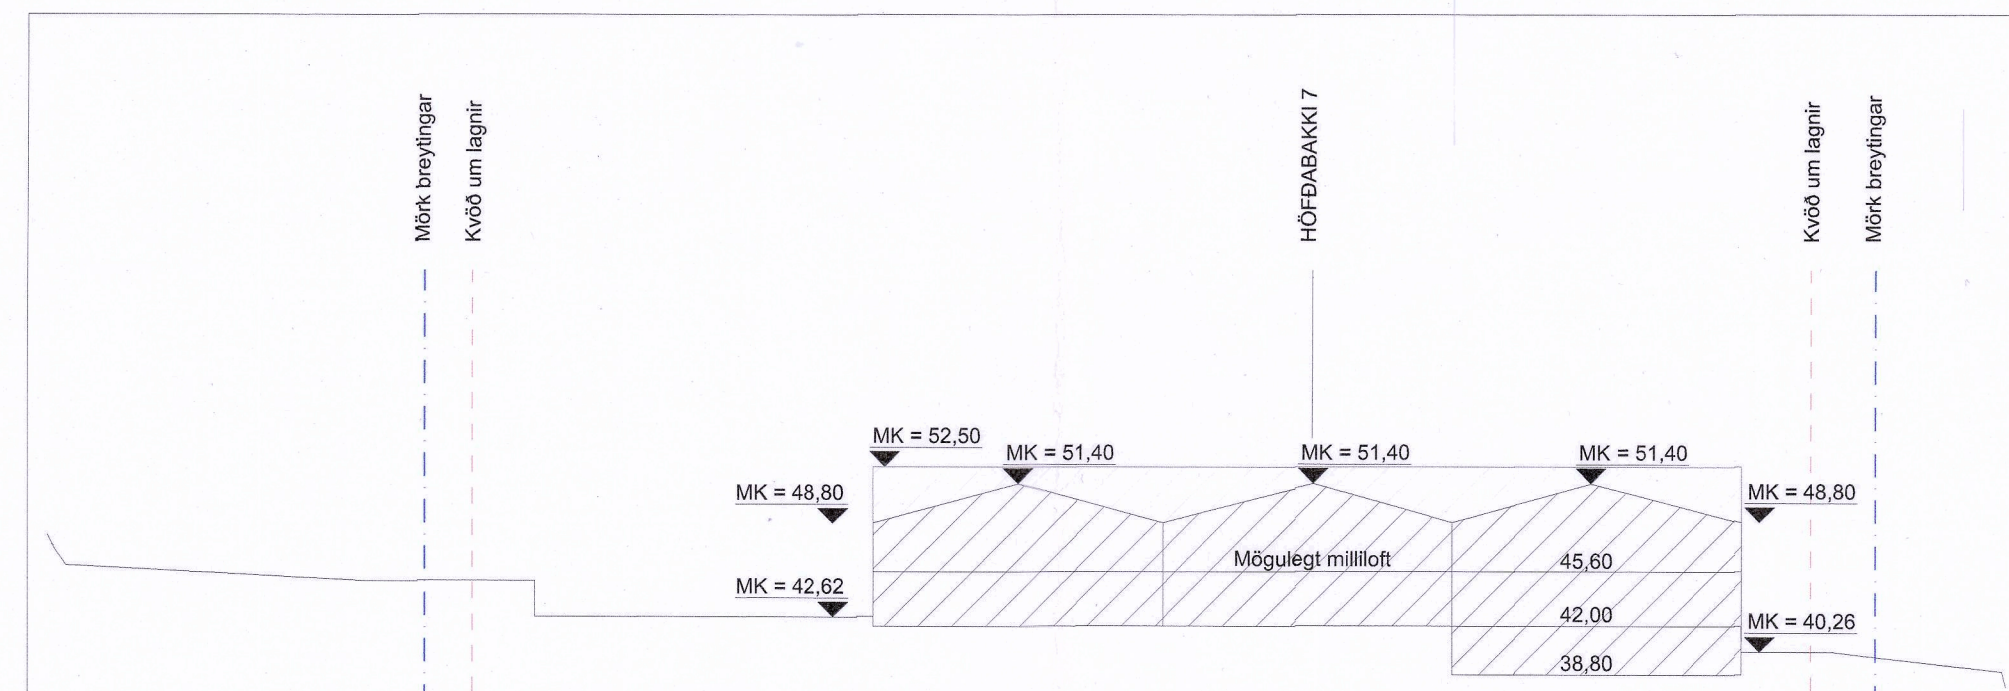 Mörk breytingar
Kvöð um lagnir
HÖFÐABAKKI 7
Kvöð um lagnir
Mörk breytingar
MK = 52,50
MK = 51,40
MK = 51,40
MK = 51,40
MK = 48,80
MK = 48,80
Mögulegt milliloft
45,60
MK = 42,62
42,00
MK = 40,26
38,80